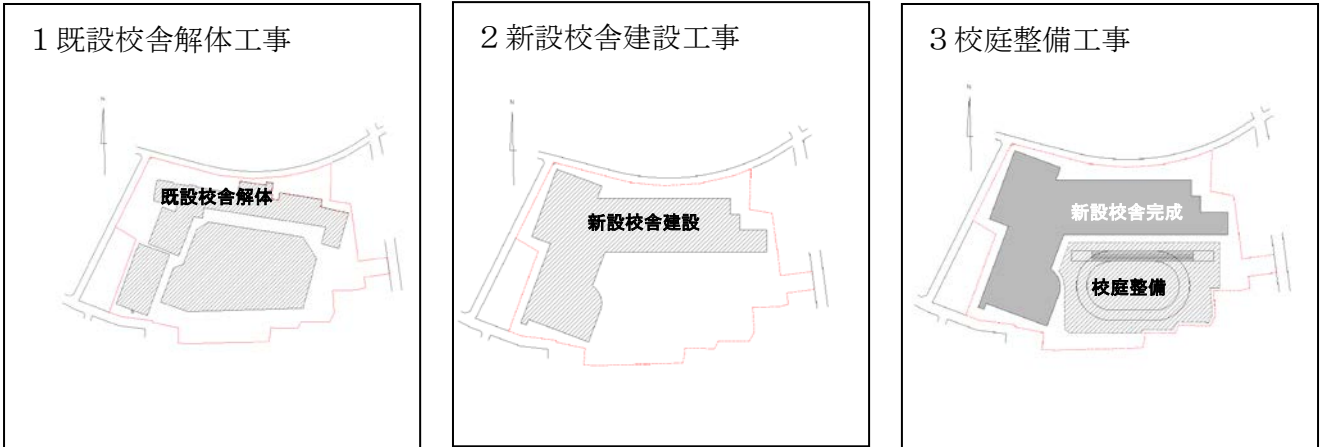 １既設校舎解体工事
N
既設校舎解体
２新設校舎建設工事
N
新設校舎建設
３校庭整備工事
N
新設校舎完成
校庭整備